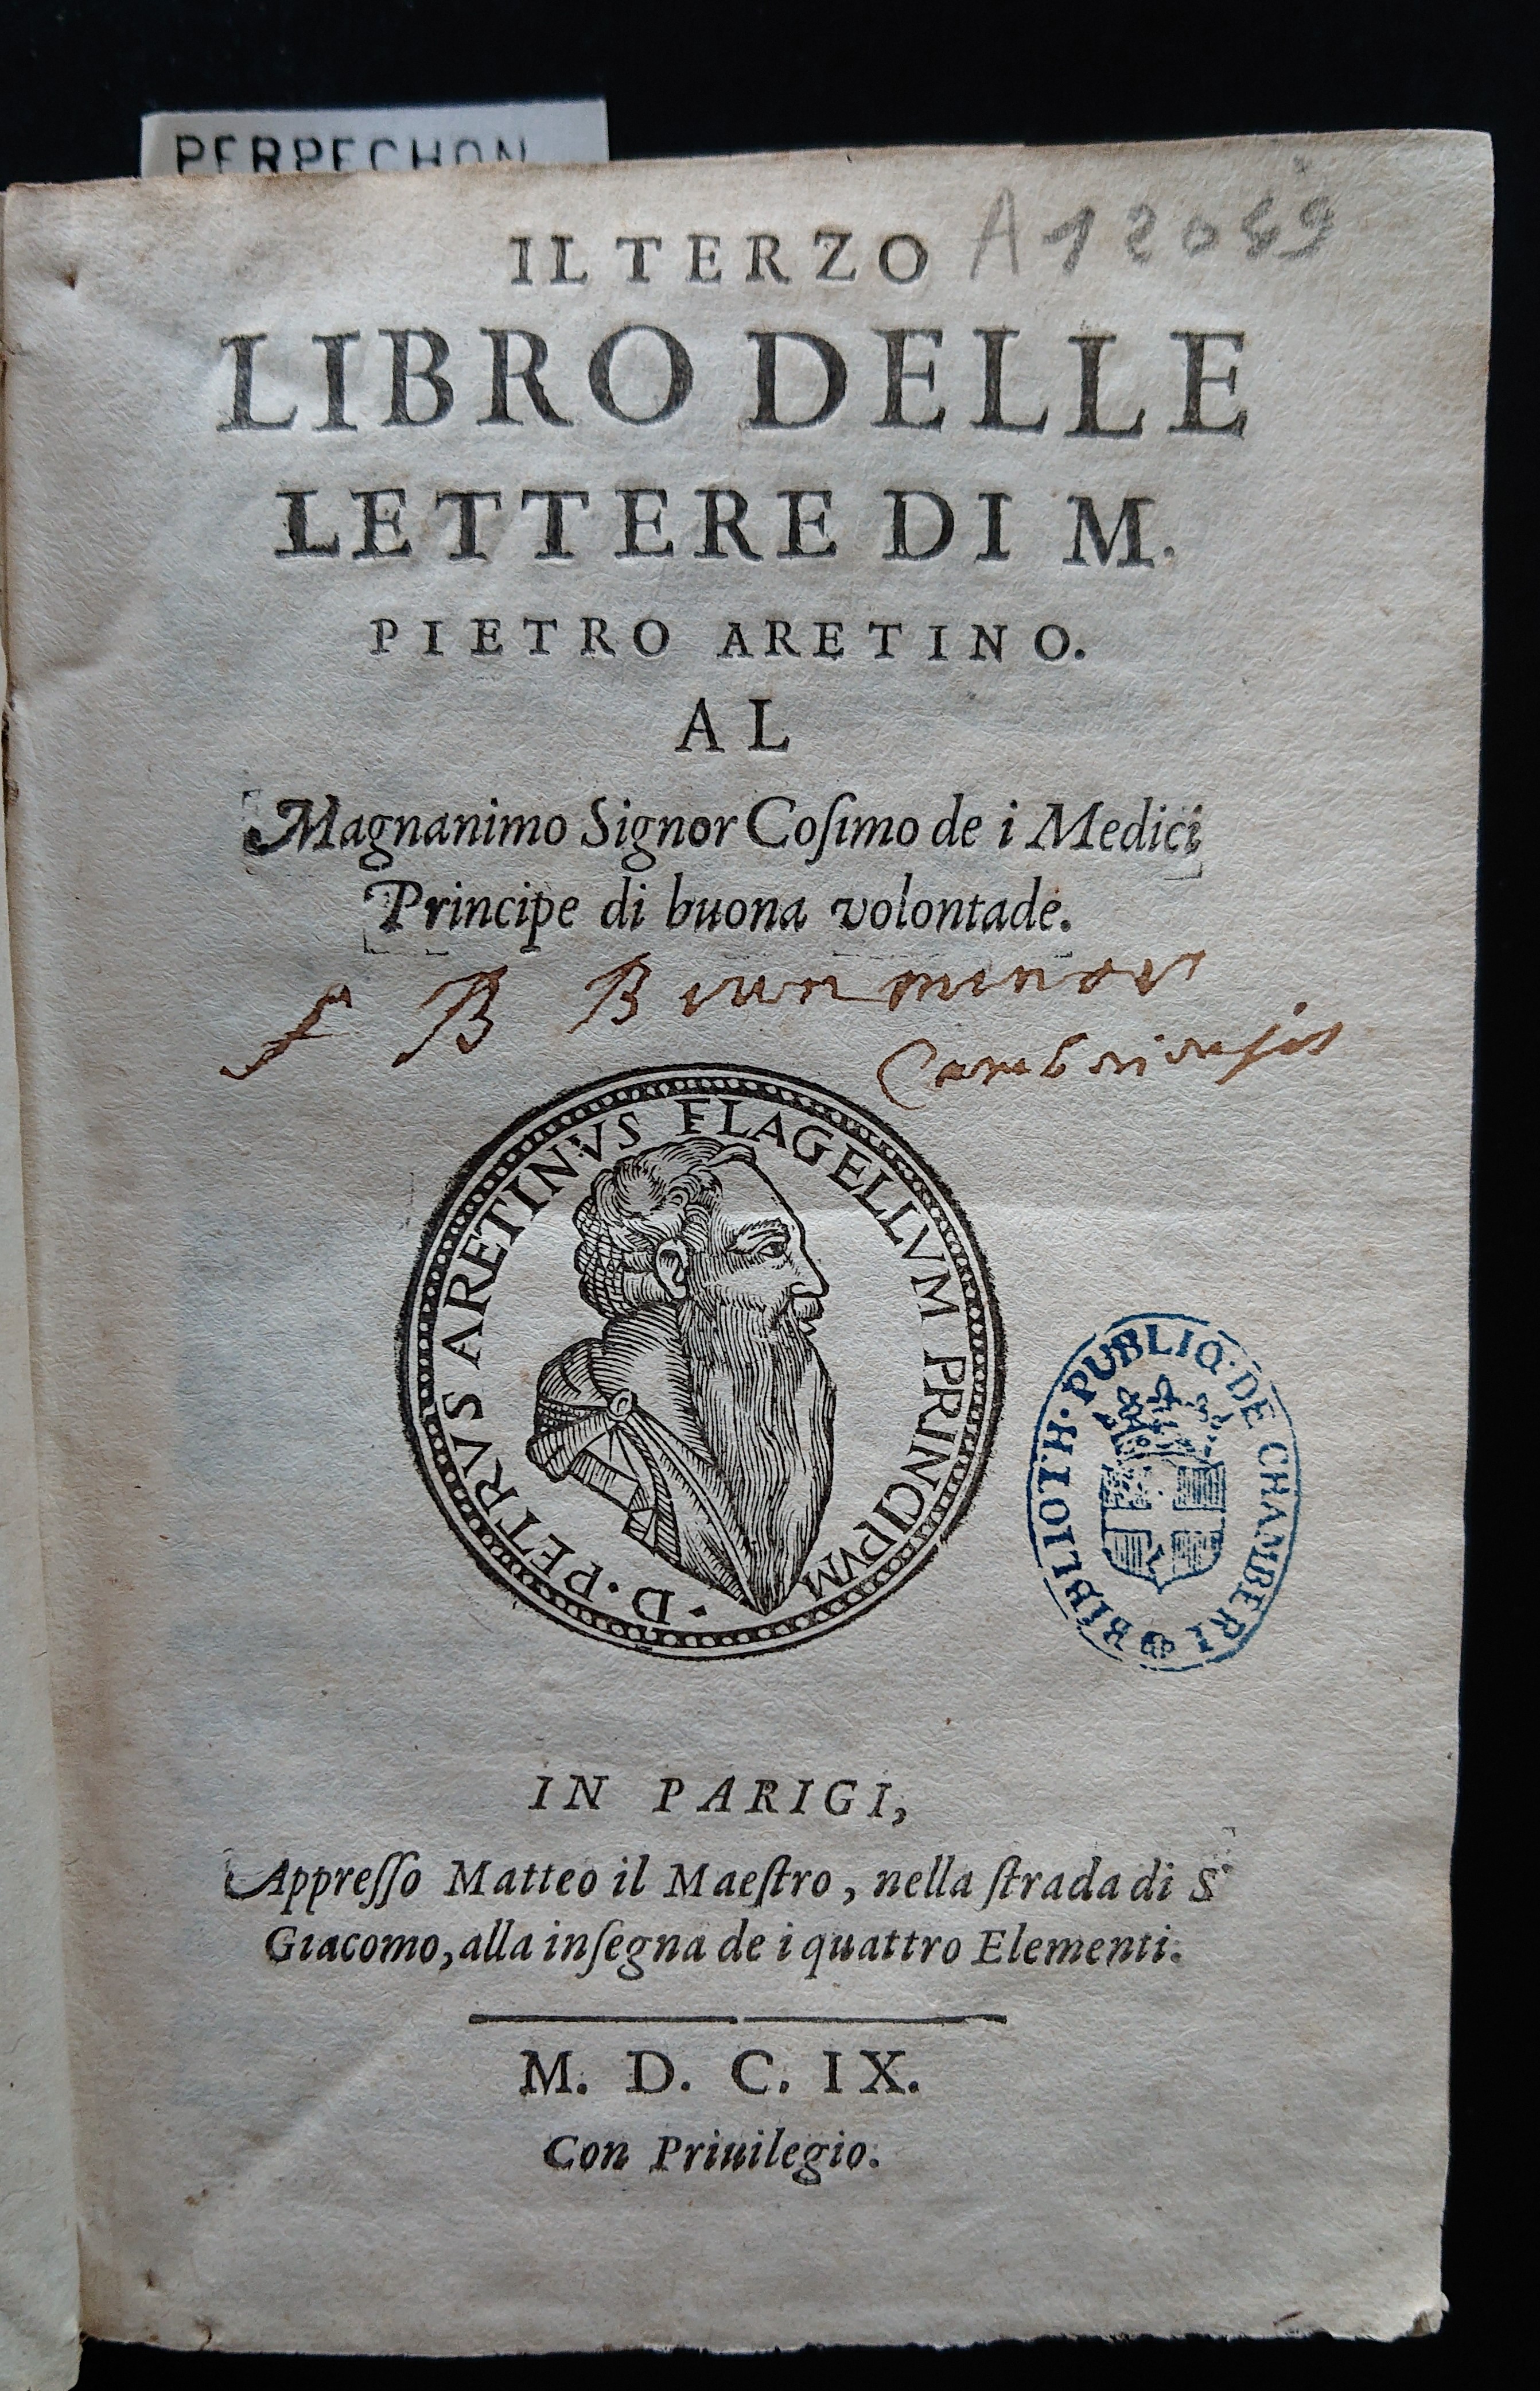 PERPECHON
IL TERZO
A 12069
LIBRO DELLE
LETTERE DI M.
PIETRO ARETINO.
AL
Magnanimo Signor Coſimo de i Medici
Principe di buona volontade.
f B B
D. PETRVS ARETINVS FLAGELLVM PRINCIPVM
BIBLIOTH. PUBLIQ. DE CHAMBERI
IN PARIGI,
Appreſſo Matteo il Maeſtro, nella ſtrada di S.
Giacomo, alla inſegna de i quattro Elementi.
M. D. C. IX.
Con Priuilegio.